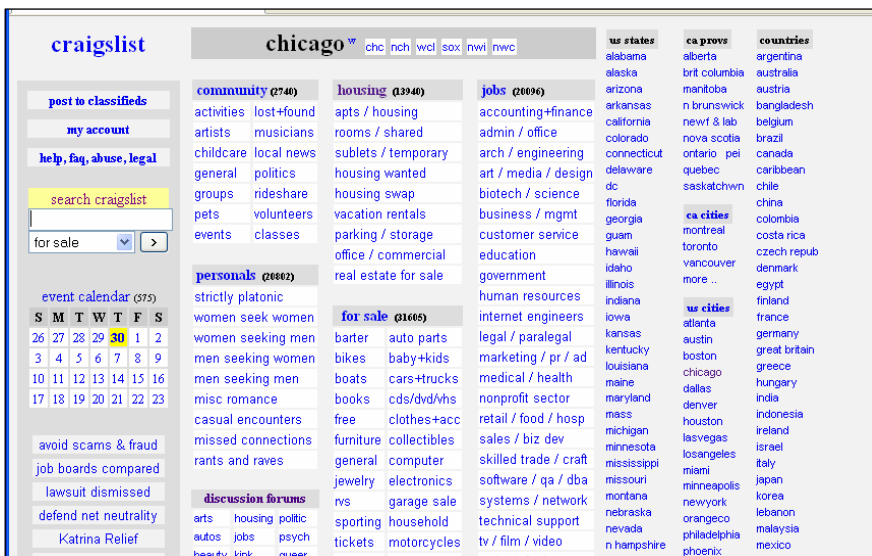 craigslist
post to classifieds
my account
help, faq, abuse, legal
search craigslist
for sale
>
event calendar (575)
S M T W T F S
26 27 28 29 30 1 2
3 4 5 6 7 8 9
10 11 12 13 14 15 16
17 18 19 20 21 22 23
avoid scams & fraud
job boards compared
lawsuit dismissed
defend net neutrality
Katrina Relief
chicago w chc nch wcl sox nwi nwc
community (2740)
activities lost+found
artists musicians
childcare local news
general politics
groups rideshare
pets volunteers
events classes
personals (20802)
strictly platonic
women seek women
women seeking men
men seeking women
men seeking men
misc romance
casual encounters
missed connections
rants and raves
discussion forums
arts housing politic
autos jobs psych
beauty kink queer
housing (13940)
apts / housing
rooms / shared
sublets / temporary
housing wanted
housing swap
vacation rentals
parking / storage
office / commercial
real estate for sale
for sale (31605)
barter auto parts
bikes baby+kids
boats cars+trucks
books cds/dvd/vhs
free clothes+acc
furniture collectibles
general computer
jewelry electronics
rvs garage sale
sporting household
tickets motorcycles
jobs (20096)
accounting+finance
admin / office
arch / engineering
art / media / design
biotech / science
business / mgmt
customer service
education
government
human resources
internet engineers
legal / paralegal
marketing / pr / ad
medical / health
nonprofit sector
retail / food / hosp
sales / biz dev
skilled trade / craft
software / qa / dba
systems / network
technical support
tv / film / video
us states
alabama
alaska
arizona
arkansas
california
colorado
connecticut
delaware
dc
florida
georgia
guam
hawaii
idaho
illinois
indiana
iowa
kansas
kentucky
louisiana
maine
maryland
mass
michigan
minnesota
mississippi
missouri
montana
nebraska
nevada
n hampshire
ca provs
alberta
brit columbia
manitoba
n brunswick
newf & lab
nova scotia
ontario pei
quebec
saskatchwn
ca cities
montreal
toronto
vancouver
more ..
us cities
atlanta
austin
boston
chicago
dallas
denver
houston
lasvegas
losangeles
miami
minneapolis
newyork
orangeco
philadelphia
phoenix
countries
argentina
australia
austria
bangladesh
belgium
brazil
canada
caribbean
chile
china
colombia
costa rica
czech repub
denmark
egypt
finland
france
germany
great britain
greece
hungary
india
indonesia
ireland
israel
italy
japan
korea
lebanon
malaysia
mexico